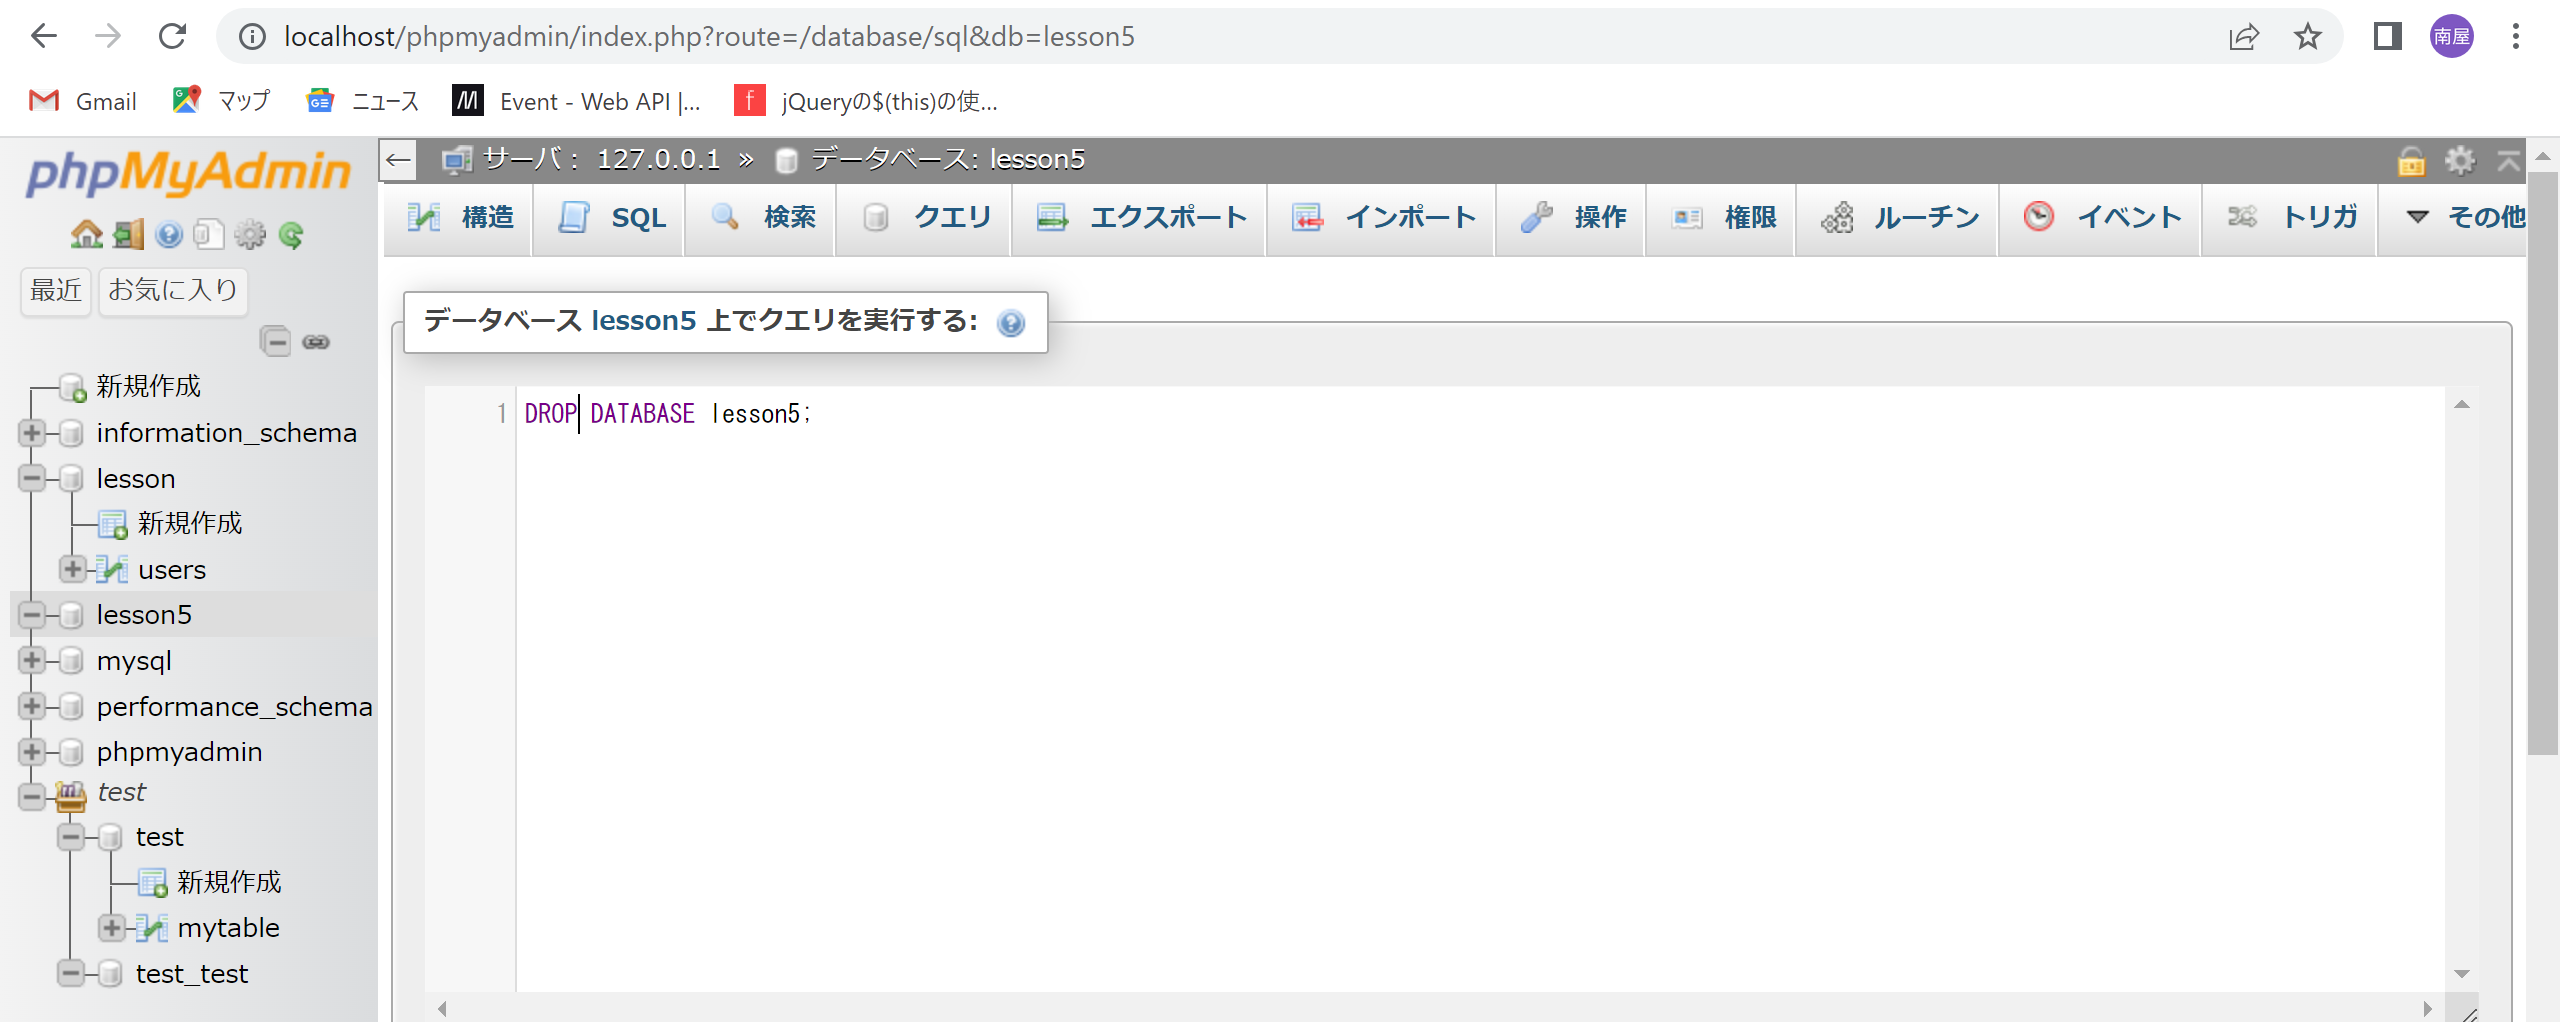 localhost/phpmyadmin/index.php?route=/database/sql&db=lesson5
南屋
Gmail
マップ
ニュース
Event - Web API |...
jQueryの$(this)の使...
phpMyAdmin
最近
お気に入り
新規作成
information_schema
lesson
新規作成
users
lesson5
mysql
performance_schema
phpmyadmin
test
test
新規作成
mytable
test_test
サーバ： 127.0.0.1 » データベース: lesson5
構造
SQL
検索
クエリ
エクスポート
インポート
操作
権限
ルーチン
イベント
トリガ
その他
データベース lesson5 上でクエリを実行する:
1 DROP DATABASE lesson5;